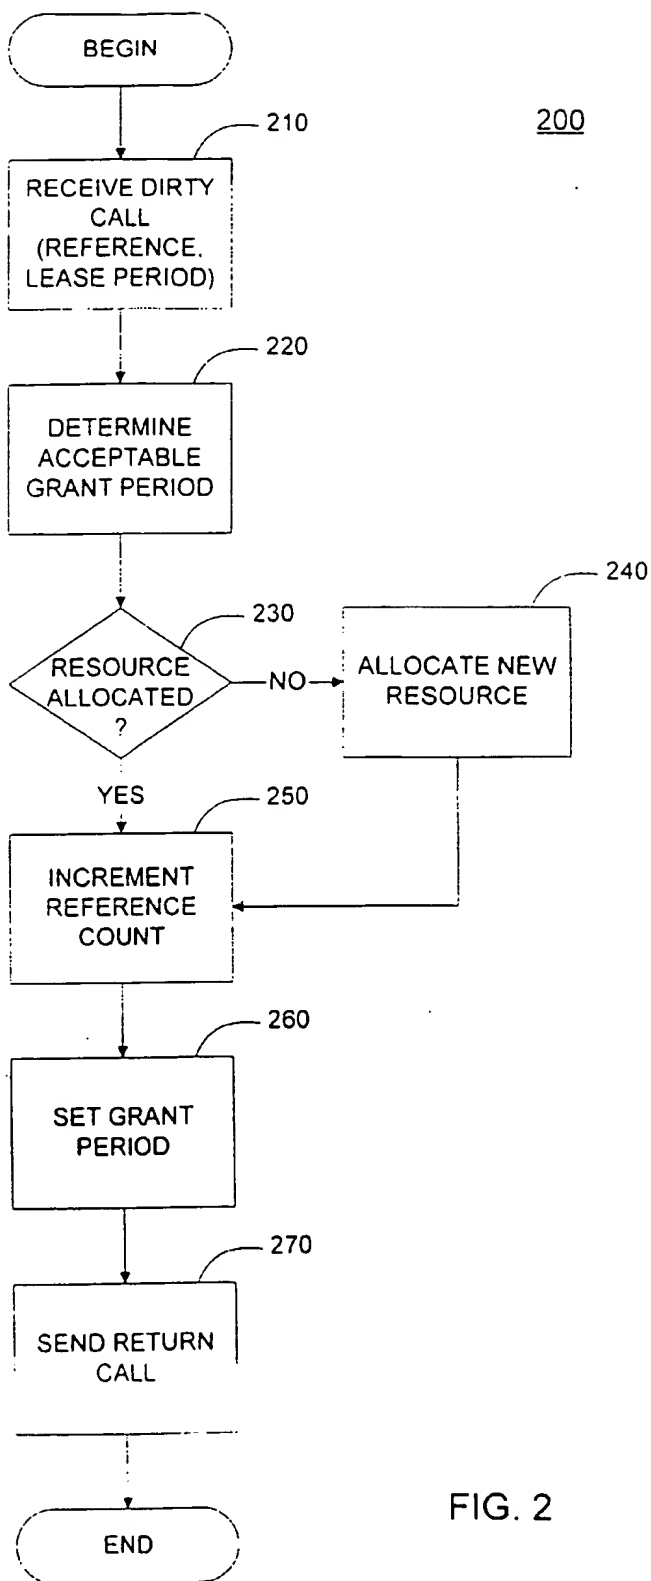 BEGIN
200
210
RECEIVE DIRTY
CALL
(REFERENCE,
LEASE PERIOD)
220
DETERMINE
ACCEPTABLE
GRANT PERIOD
230
RESOURCE
ALLOCATED
?
NO
240
ALLOCATE NEW
RESOURCE
YES
250
INCREMENT
REFERENCE
COUNT
260
SET GRANT
PERIOD
270
SEND RETURN
CALL
END
FIG. 2